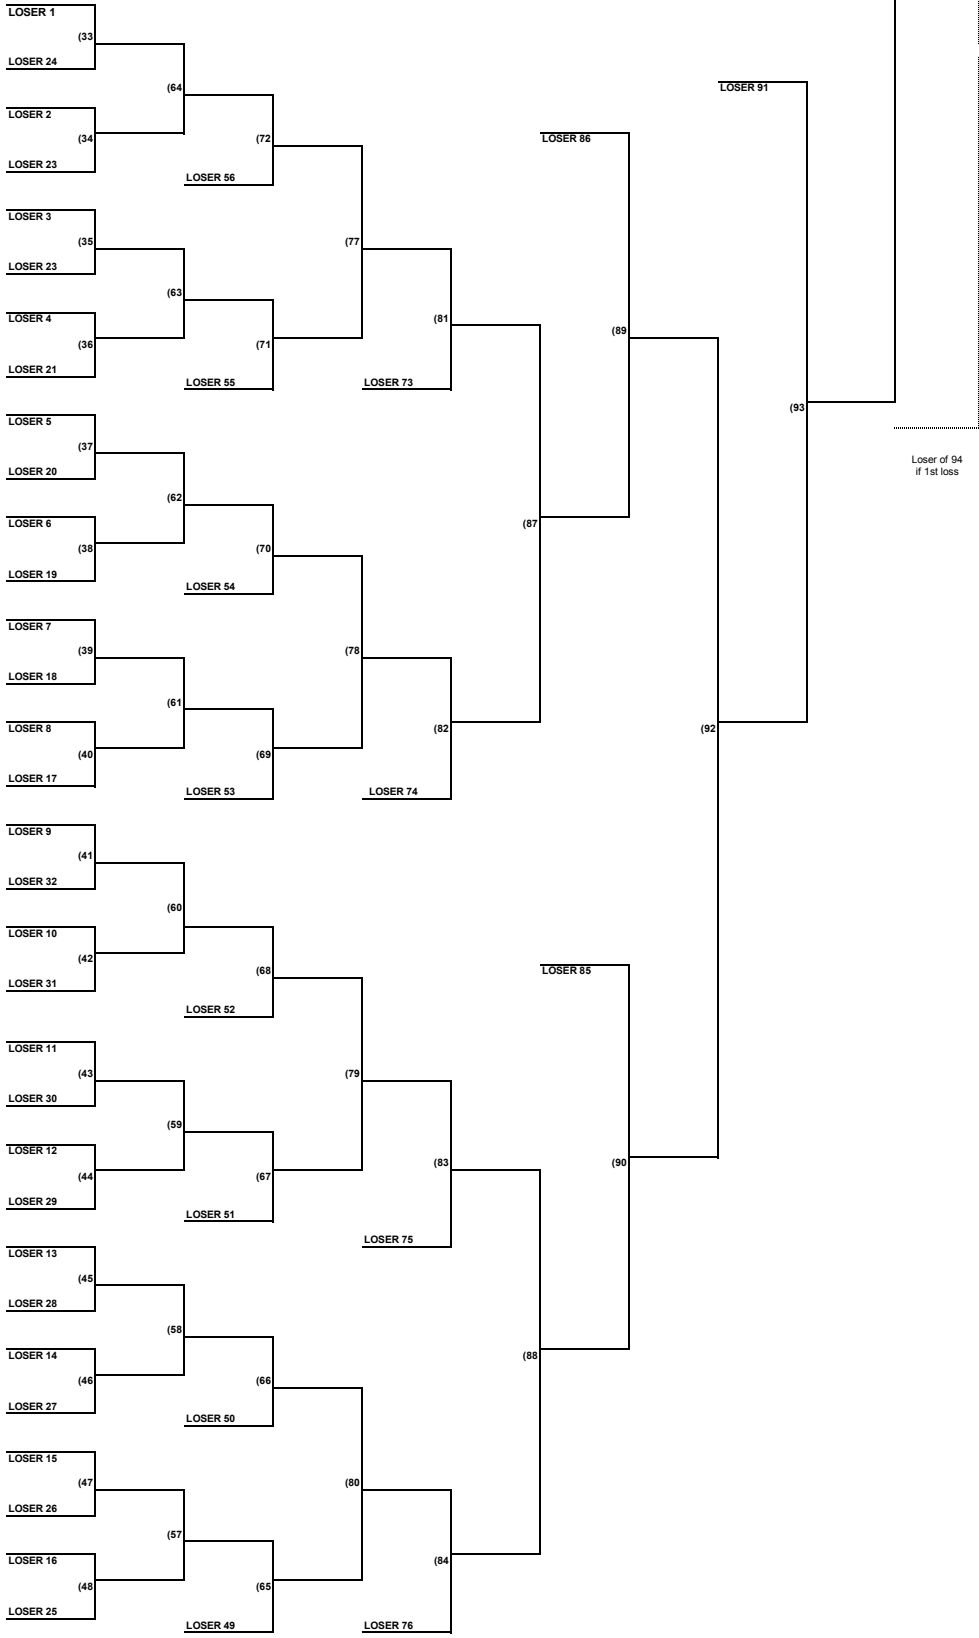 LOSER 1
(33
LOSER 24
(64
LOSER 91
LOSER 2
(34
(72
LOSER 86
LOSER 23
LOSER 56
LOSER 3
(35
(77
LOSER 23
(63
LOSER 4
(81
(36
(71
(89
LOSER 21
LOSER 55
LOSER 73
(93
LOSER 5
(37
Loser of 94
if 1st loss
LOSER 20
(62
LOSER 6
(87
(38
(70
LOSER 19
LOSER 54
LOSER 7
(39
(78
LOSER 18
(61
LOSER 8
(82
(92
(40
(69
LOSER 17
LOSER 53
LOSER 74
LOSER 9
(41
LOSER 32
(60
LOSER 10
(42
(68
LOSER 85
LOSER 31
LOSER 52
LOSER 11
(43
(79
LOSER 30
(59
LOSER 12
(83
(90
(44
(67
LOSER 29
LOSER 51
LOSER 75
LOSER 13
(45
LOSER 28
(58
LOSER 14
(88
(46
(66
LOSER 27
LOSER 50
LOSER 15
(47
(80
LOSER 26
(57
LOSER 16
(84
(48
(65
LOSER 25
LOSER 49
LOSER 76